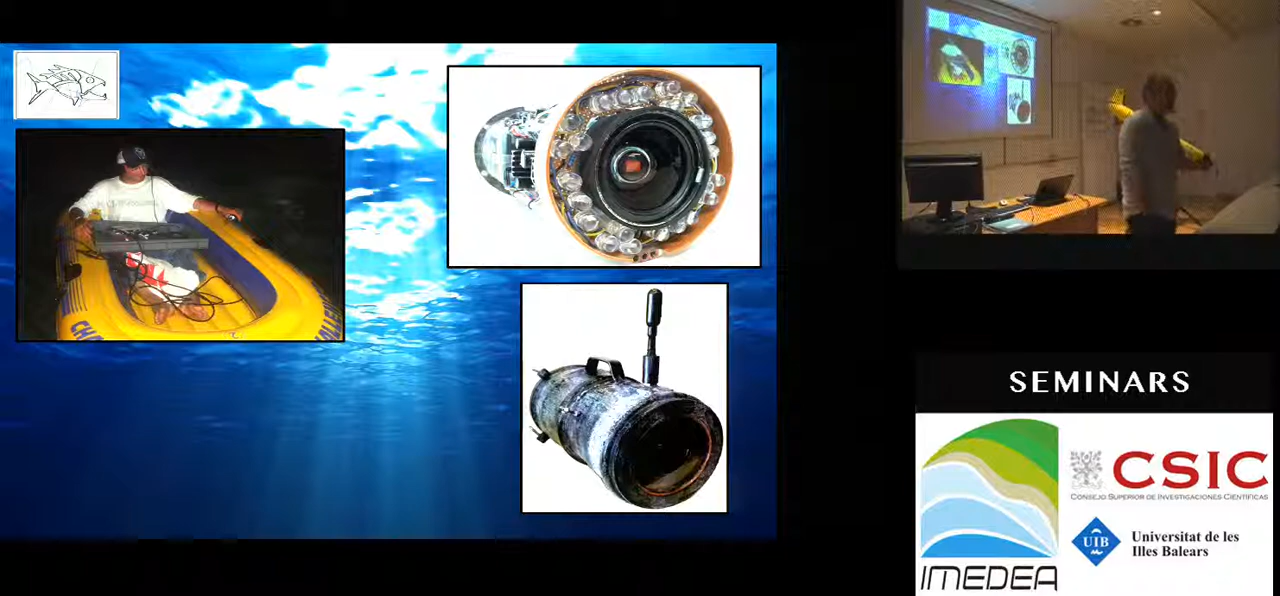 SEMINARS
CSIC
CONSEJO SUPERIOR DE INVESTIGACIONES CIENTÍFICAS
UIB
Universitat de les
Illes Balears
IMEDEA